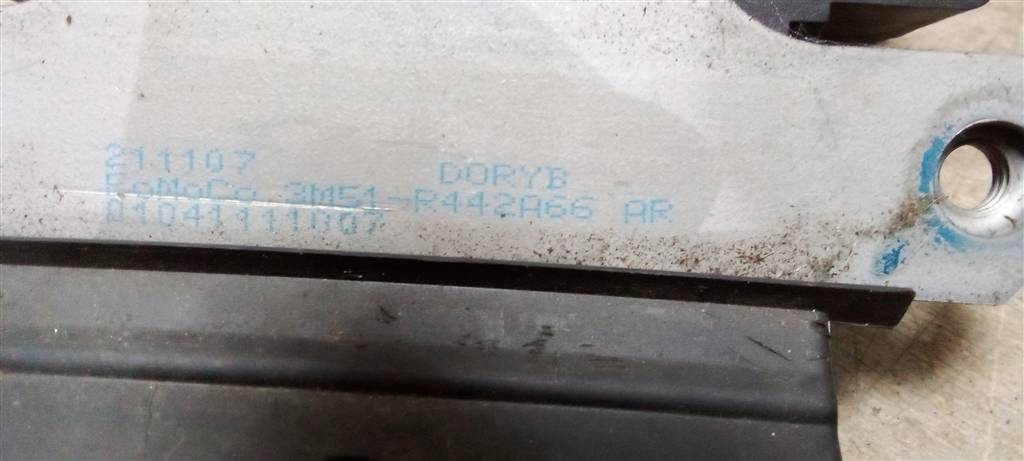 211107 DORYB
FoMoCo 3M51-R442A66 AR
01041111007